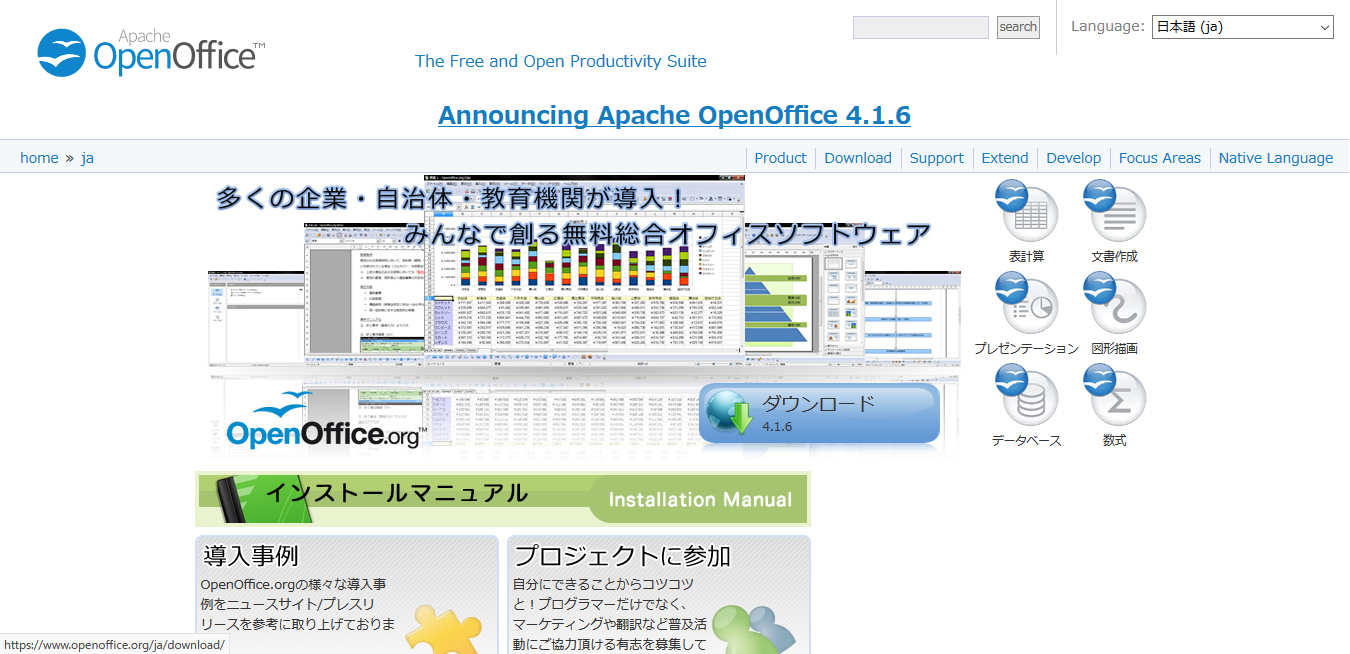 Apache
OpenOffice™
The Free and Open Productivity Suite
search
Language: 日本語 (ja)
Announcing Apache OpenOffice 4.1.6
home » ja
Product Download Support Extend Develop Focus Areas Native Language
多くの企業・自治体・教育機関が導入！
みんなで創る無料総合オフィスソフトウェア
表計算 文書作成
プレゼンテーション 図形描画
データベース 数式
OpenOffice.org™
ダウンロード
4.1.6
インストールマニュアル Installation Manual
導入事例
OpenOffice.orgの様々な導入事
例をニュースサイト/プレスリ
リースを参考に取り上げておりま
プロジェクトに参加
自分にできることからコツコツ
と！プログラマーだけでなく、
マーケティングや翻訳など普及活
動にご協力頂ける有志を募集して
https://www.openoffice.org/ja/download/